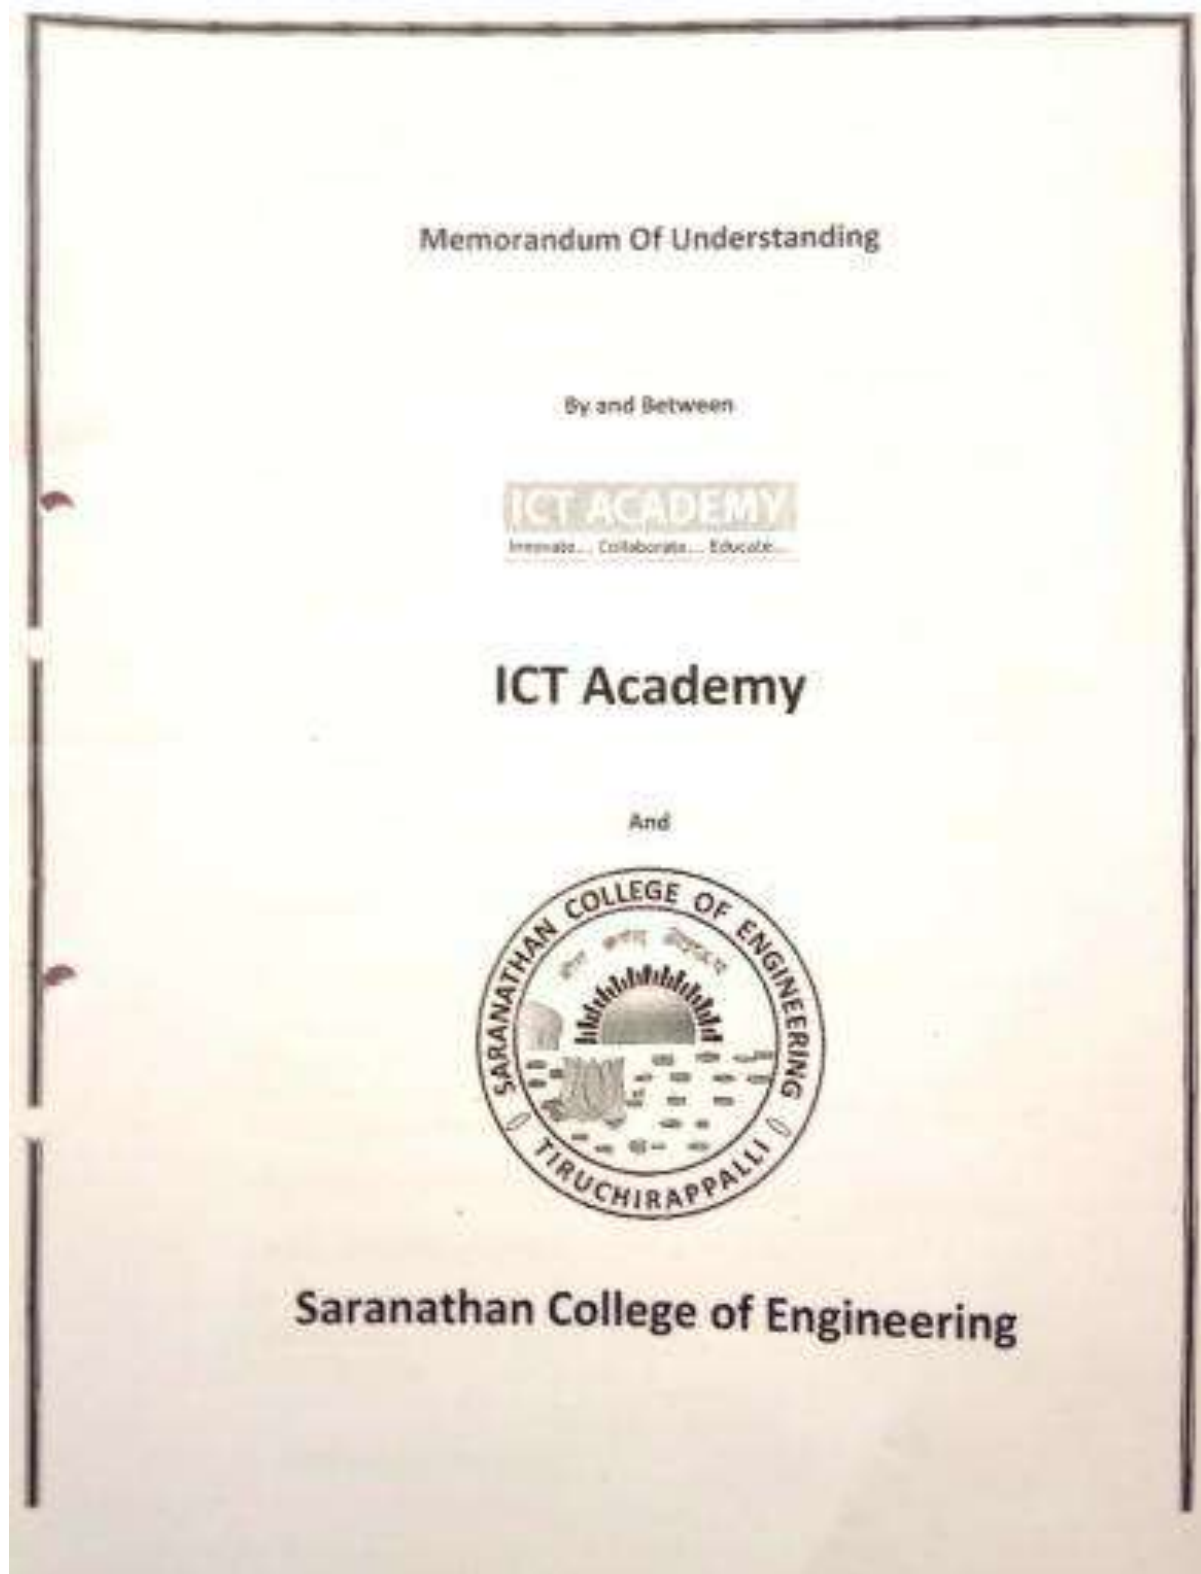 Memorandum Of Understanding
By and Between
ICT ACADEMY
Innovate... Collaborate... Educate...
ICT Academy
And
SARANATHAN COLLEGE OF ENGINEERING
TIRUCHIRAPPALLI
Saranathan College of Engineering